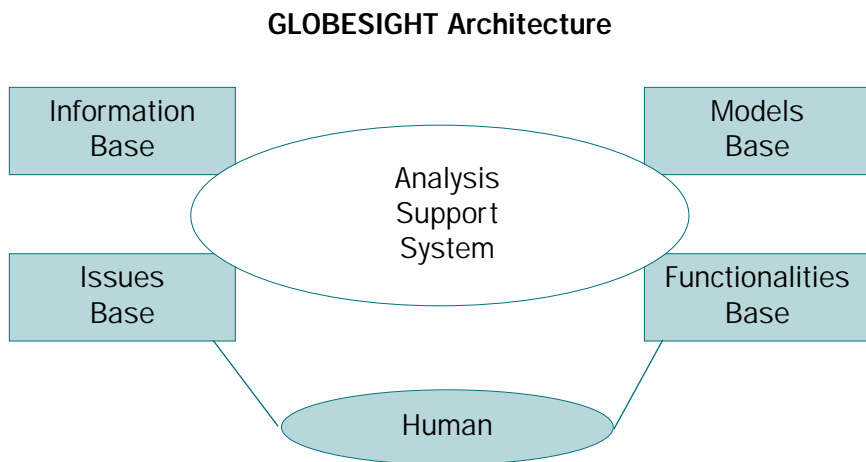 GLOBESIGHT Architecture
Information
Base
Models
Base
Analysis
Support
System
Issues
Base
Functionalities
Base
Human